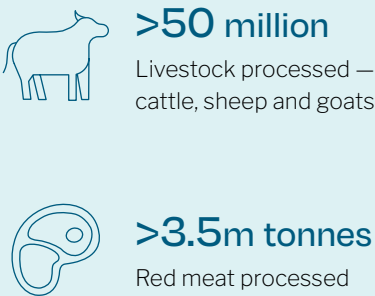 >50 million
Livestock processed —
cattle, sheep and goats
>3.5m tonnes
Red meat processed